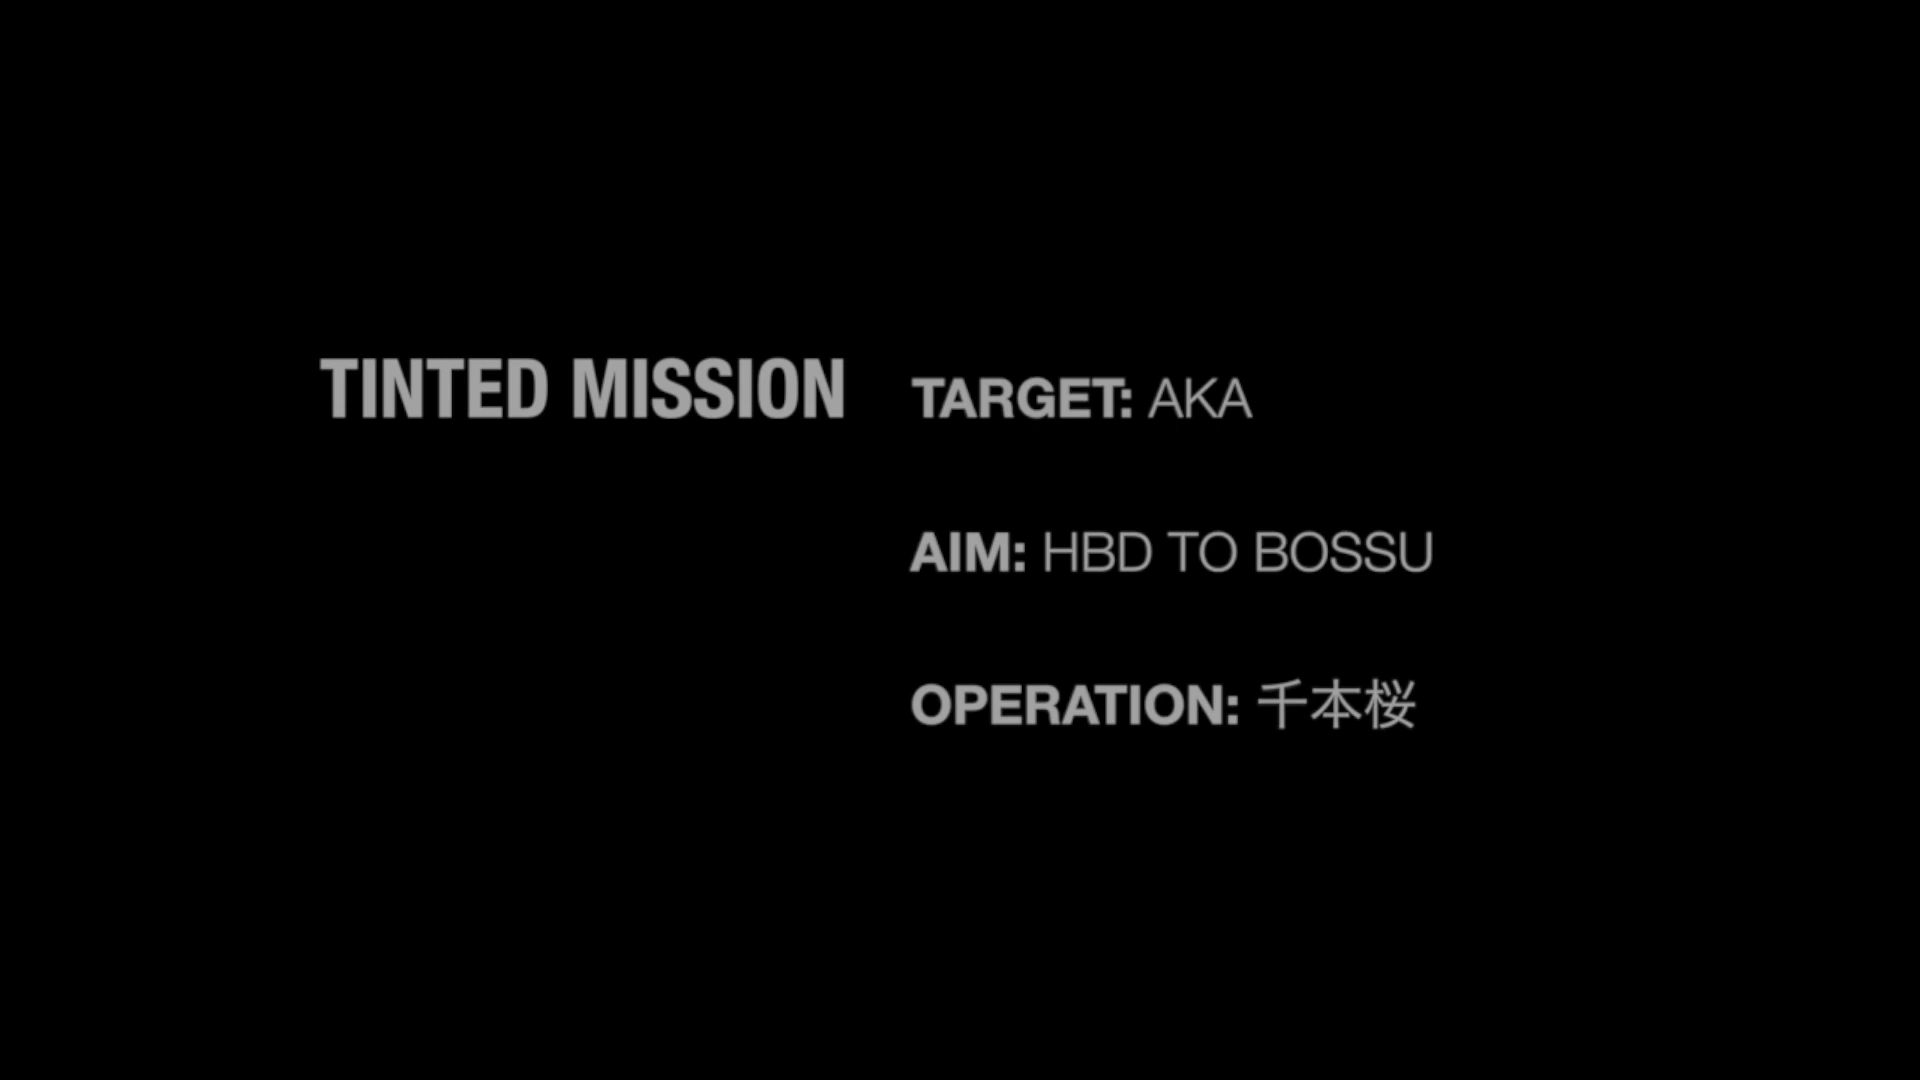 TINTED MISSION
TARGET: AKA
AIM: HBD TO BOSSU
OPERATION: 千本桜